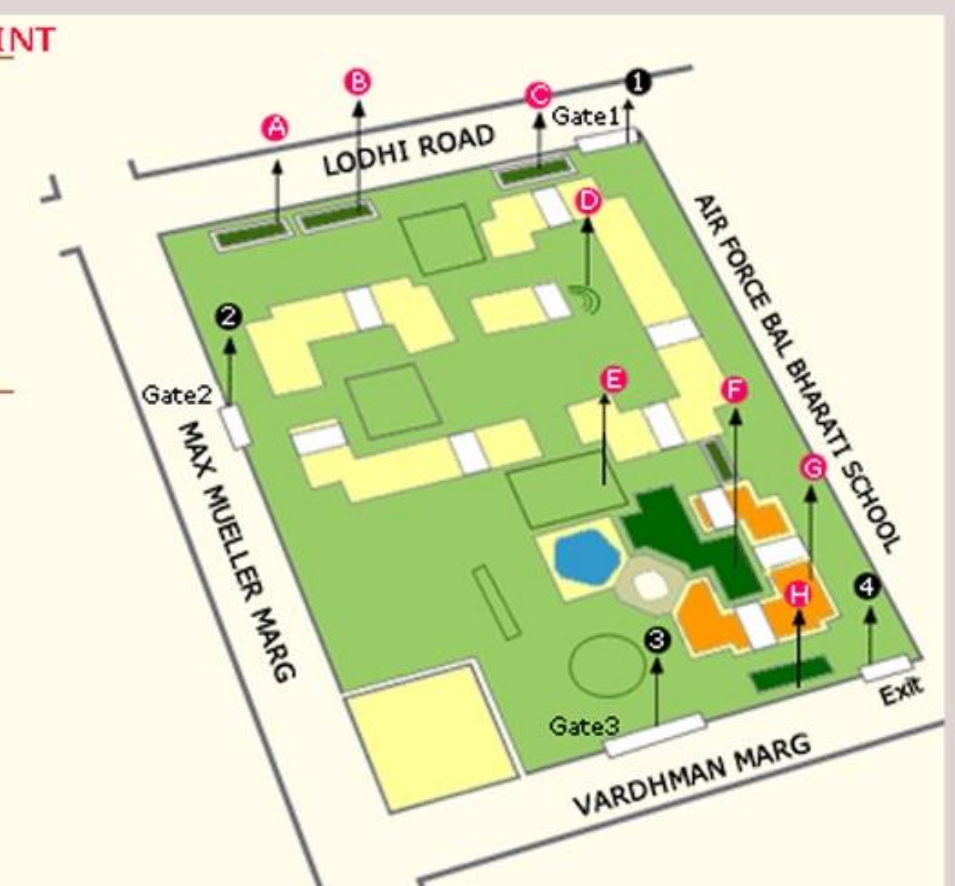 INT
B
1
C
Gate1
A
LODHI ROAD
D
AIR FORCE BAL BHARATI SCHOOL
2
E
F
Gate2
MAX MUELLER MARG
G
H
4
3
Exit
Gate3
VARDHMAN MARG